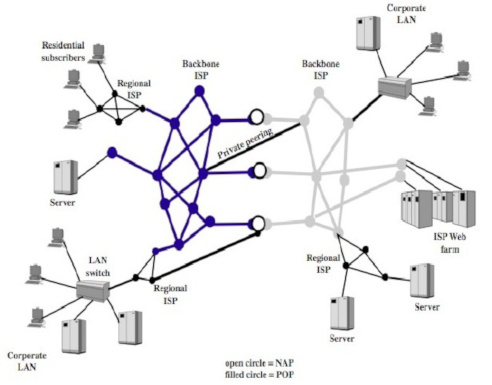 Corporate
LAN
Residential
subscribers
Backbone
ISP
Backbone
ISP
Regional
ISP
Private peering
Server
ISP Web
farm
LAN
switch
Regional
ISP
Regional
ISP
Server
Server
Corporate
LAN
open circle = NAP
filled circle = POP